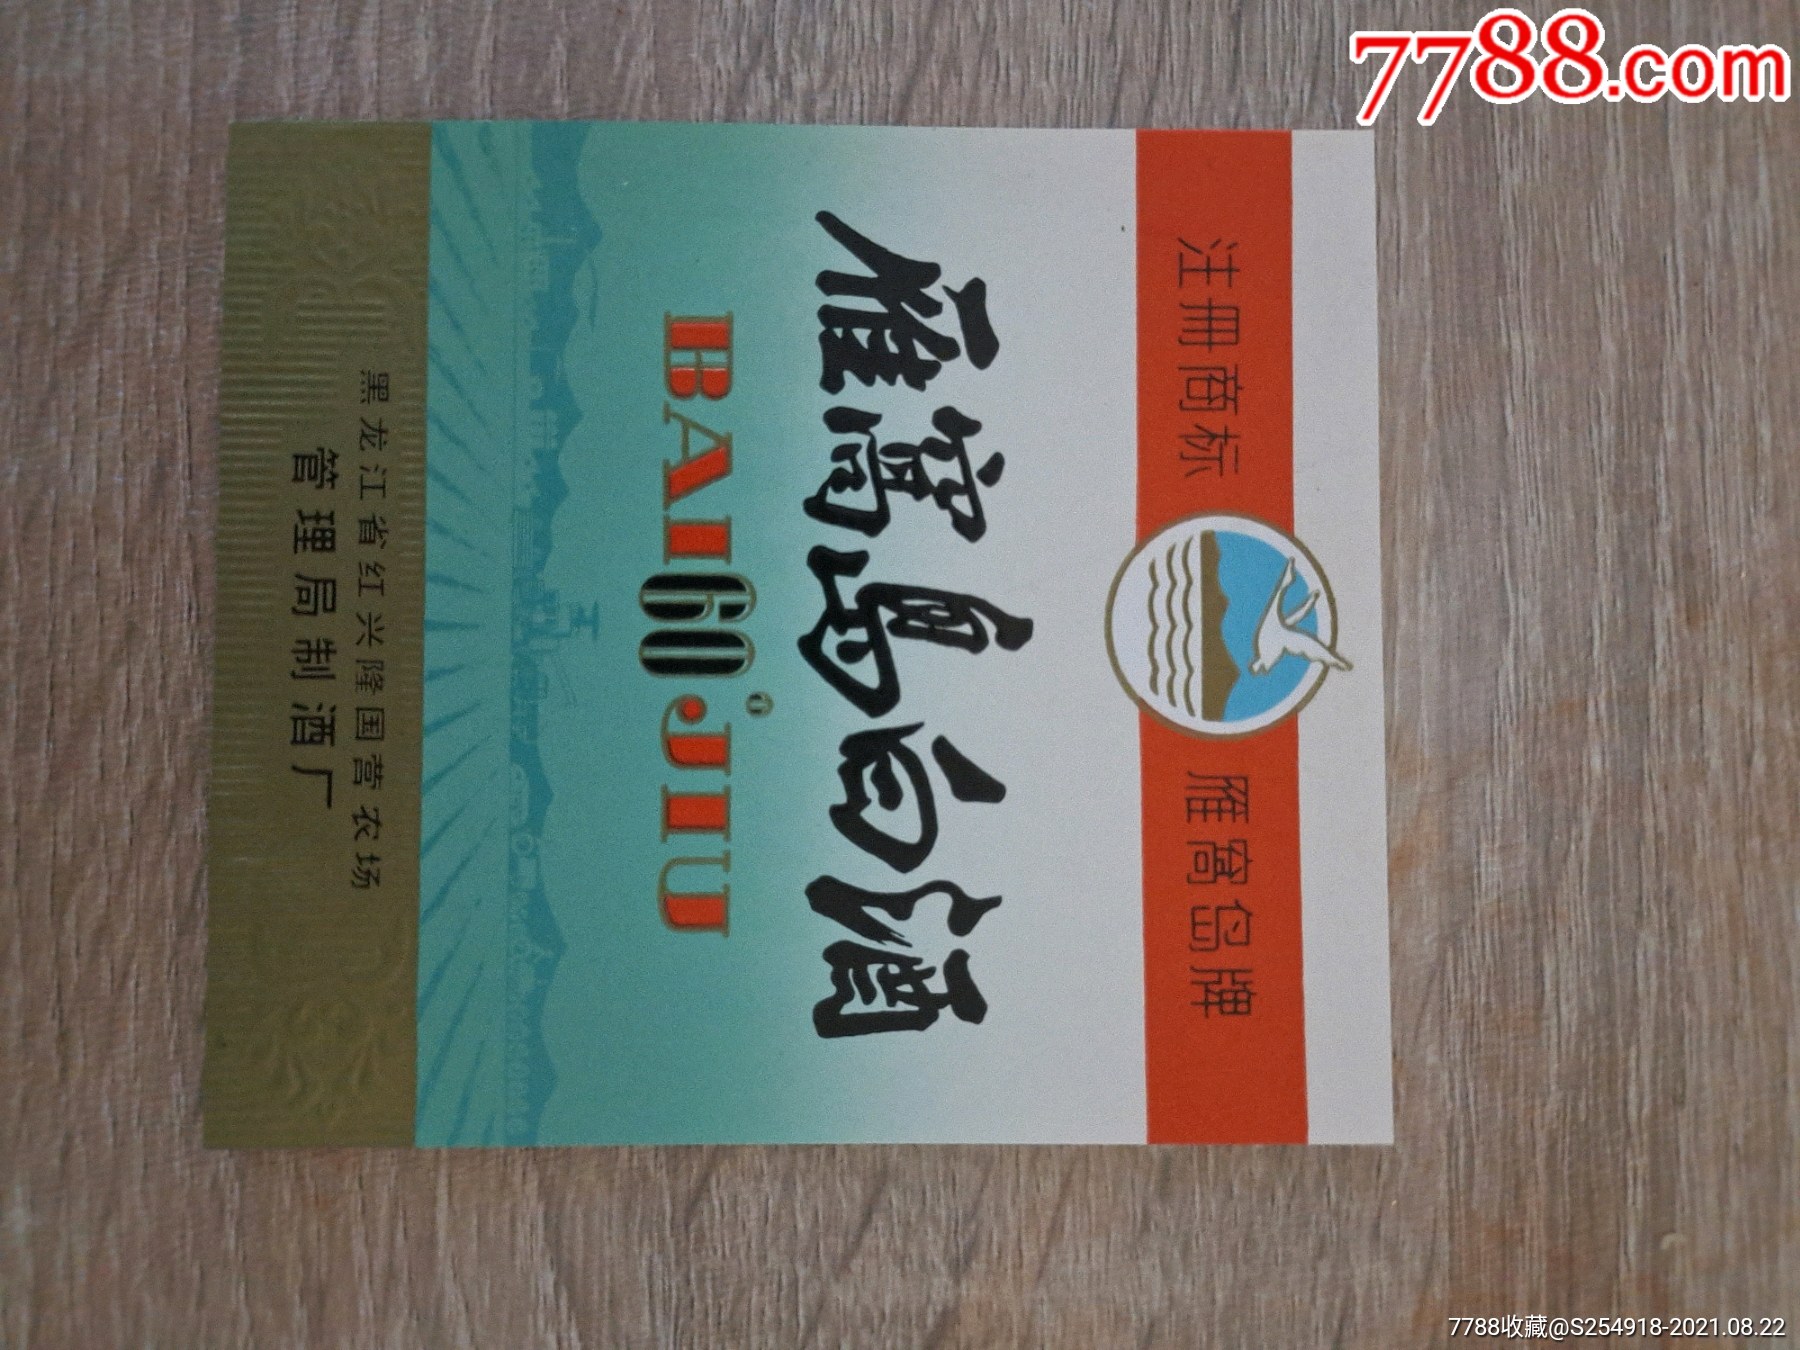 7788.com
注册商标 雁窝岛牌
雁窝岛白酒
BAI 60° JIU
黑龙江省红兴隆国营农场
管理局制酒厂
7788收藏@S254918-2021.08.22